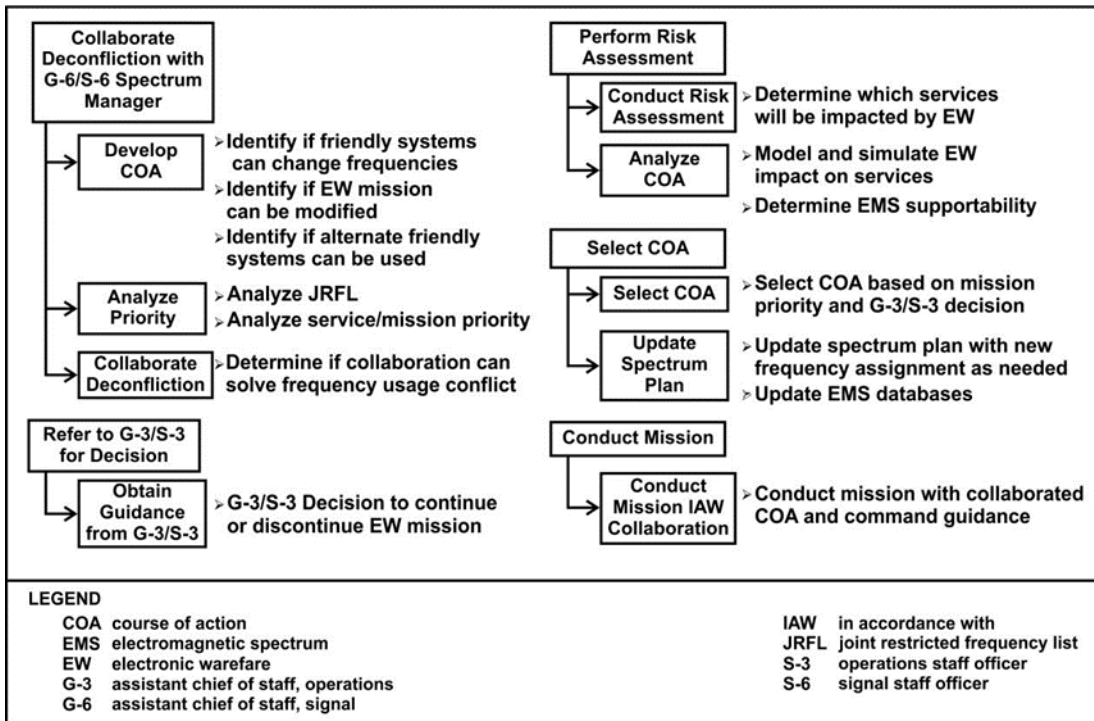 Collaborate
Deconfliction with
G-6/S-6 Spectrum
Manager
Develop
COA
➢Identify if friendly systems
can change frequencies
➢Identify if EW mission
can be modified
➢Identify if alternate friendly
systems can be used
Analyze
Priority
➢Analyze JRFL
➢Analyze service/mission priority
Collaborate
Deconfliction
➢Determine if collaboration can
solve frequency usage conflict
Refer to G-3/S-3
for Decision
Obtain
Guidance
from G-3/S-3
➢G-3/S-3 Decision to continue
or discontinue EW mission
Perform Risk
Assessment
Conduct Risk
Assessment
➢Determine which services
will be impacted by EW
Analyze
COA
➢Model and simulate EW
impact on services
➢Determine EMS supportability
Select COA
Select COA
➢Select COA based on mission
priority and G-3/S-3 decision
Update
Spectrum
Plan
➢Update spectrum plan with new
frequency assignment as needed
➢Update EMS databases
Conduct Mission
Conduct
Mission IAW
Collaboration
➢Conduct mission with collaborated
COA and command guidance
LEGEND
COA course of action
EMS electromagnetic spectrum
EW electronic warefare
G-3 assistant chief of staff, operations
G-6 assistant chief of staff, signal
IAW in accordance with
JRFL joint restricted frequency list
S-3 operations staff officer
S-6 signal staff officer